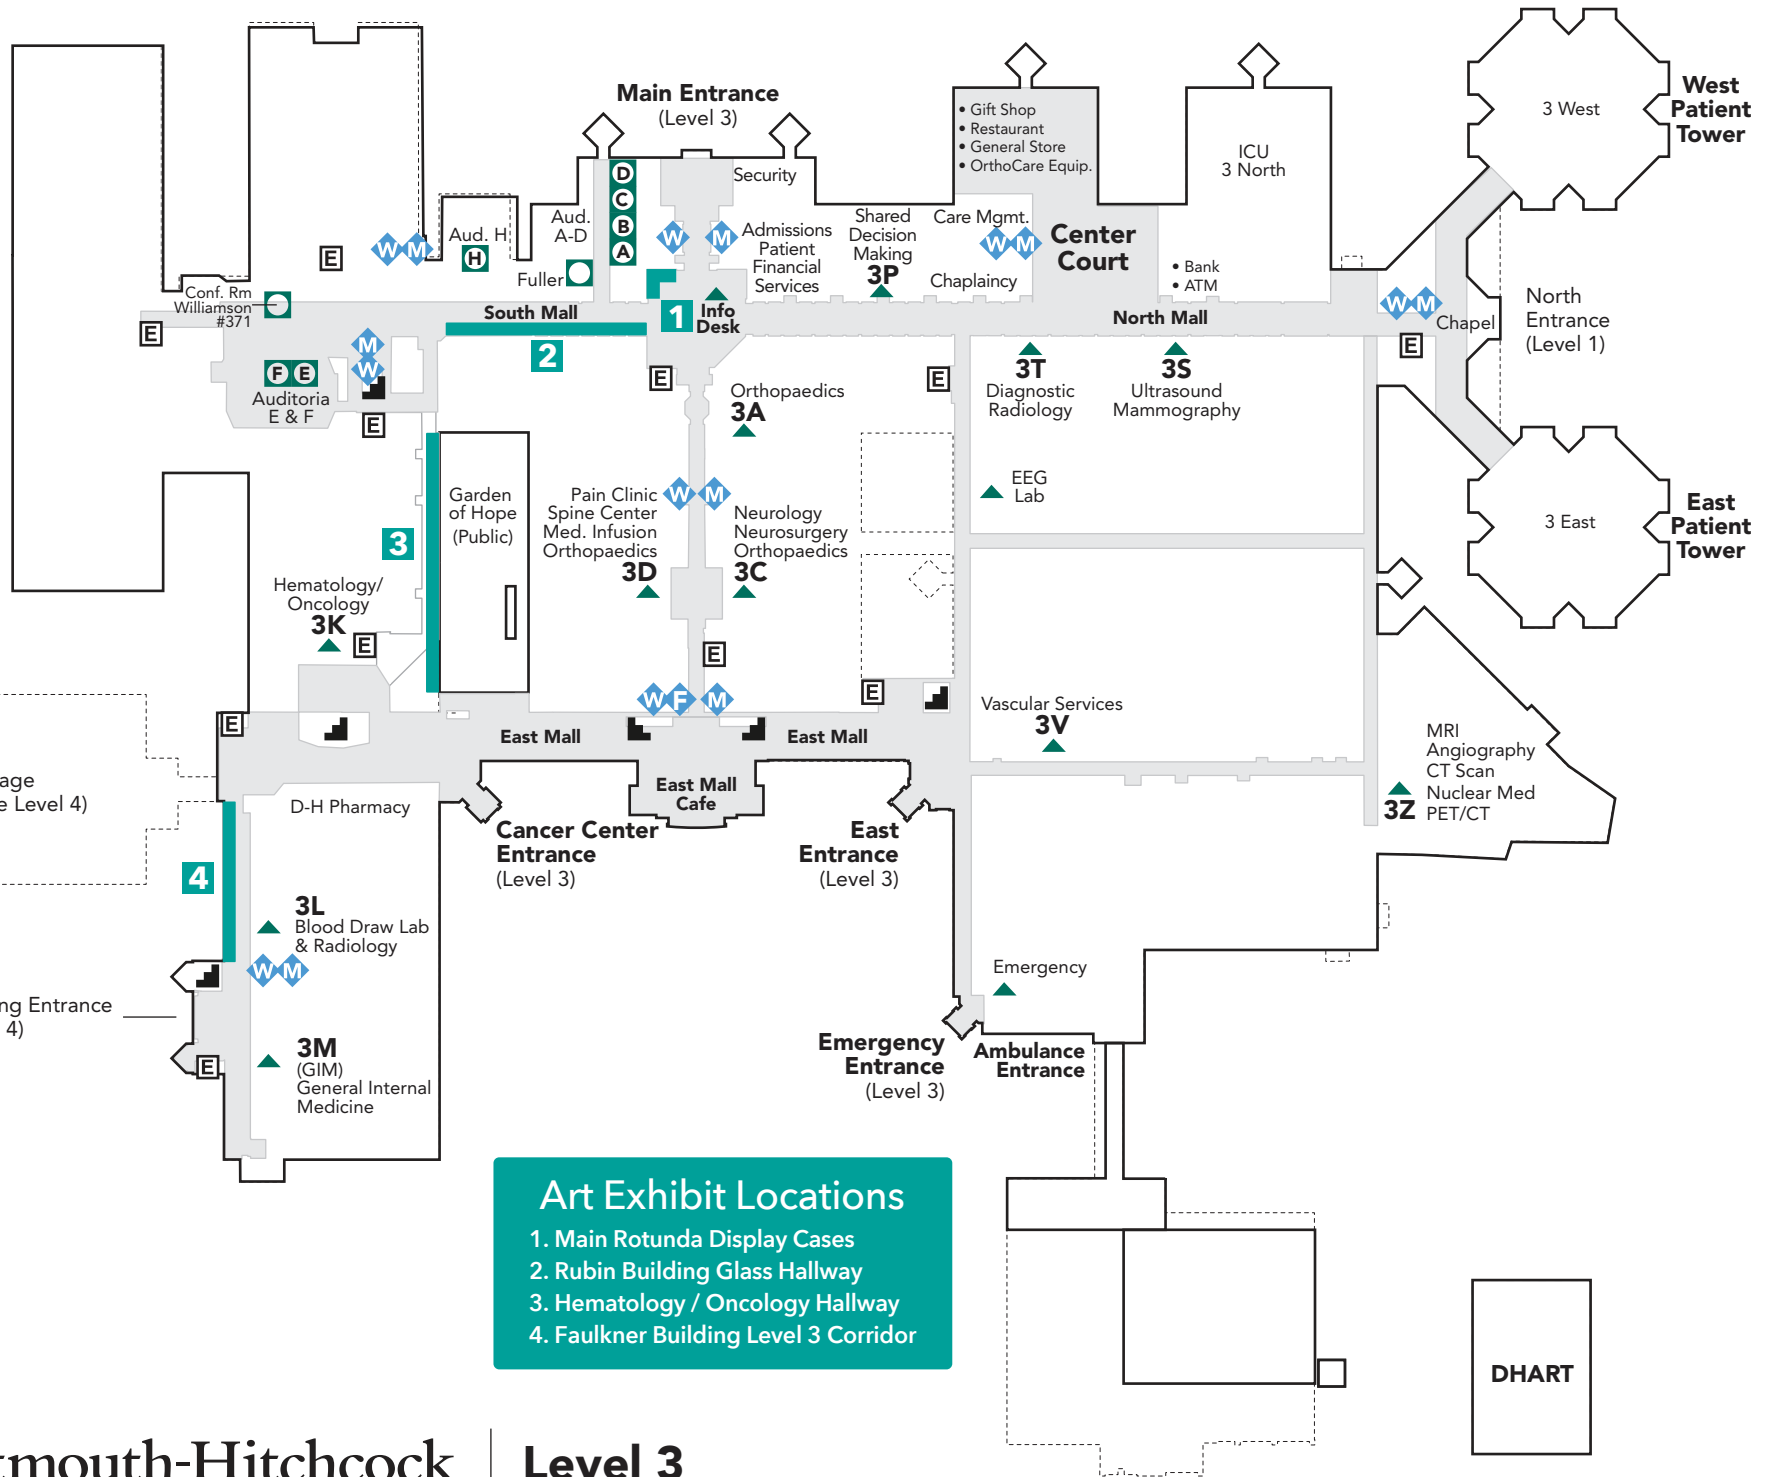 Main Entrance
(Level 3)
• Gift Shop
• Restaurant
• General Store
• OrthoCare Equip.
ICU
3 North
3 West
West
Patient
Tower
D
C
B
A
Security
Aud.
A-D
Aud. H
H
Fuller
E
W M
W
M
Admissions
Patient
Financial
Services
Shared
Decision
Making
3P
Care Mgmt.
W M
Chaplaincy
Center
Court
• Bank
• ATM
Conf. Rm
Williamson
#371
E
South Mall
1
Info
Desk
North Mall
W M
Chapel
E
North
Entrance
(Level 1)
2
M
W
F E
Auditoria
E & F
E
E
E
Orthopaedics
3A
3T
Diagnostic
Radiology
3S
Ultrasound
Mammography
EEG
Lab
3 East
East
Patient
Tower
Garden
of Hope
(Public)
3
Pain Clinic
Spine Center
Med. Infusion
Orthopaedics
3D
W
M
Neurology
Neurosurgery
Orthopaedics
3C
Hematology/
Oncology
3K
E
E
W F
M
E
Vascular Services
3V
E
East Mall
East Mall
East Mall
Cafe
MRI
Angiography
CT Scan
Nuclear Med
PET/CT
3Z
age
e Level 4)
D-H Pharmacy
Cancer Center
Entrance
(Level 3)
East
Entrance
(Level 3)
4
3L
Blood Draw Lab
& Radiology
W M
ng Entrance
4)
E
3M
(GIM)
General Internal
Medicine
Emergency
Emergency
Entrance
(Level 3)
Ambulance
Entrance
Art Exhibit Locations
1. Main Rotunda Display Cases
2. Rubin Building Glass Hallway
3. Hematology / Oncology Hallway
4. Faulkner Building Level 3 Corridor
DHART
tmouth-Hitchcock
Level 3